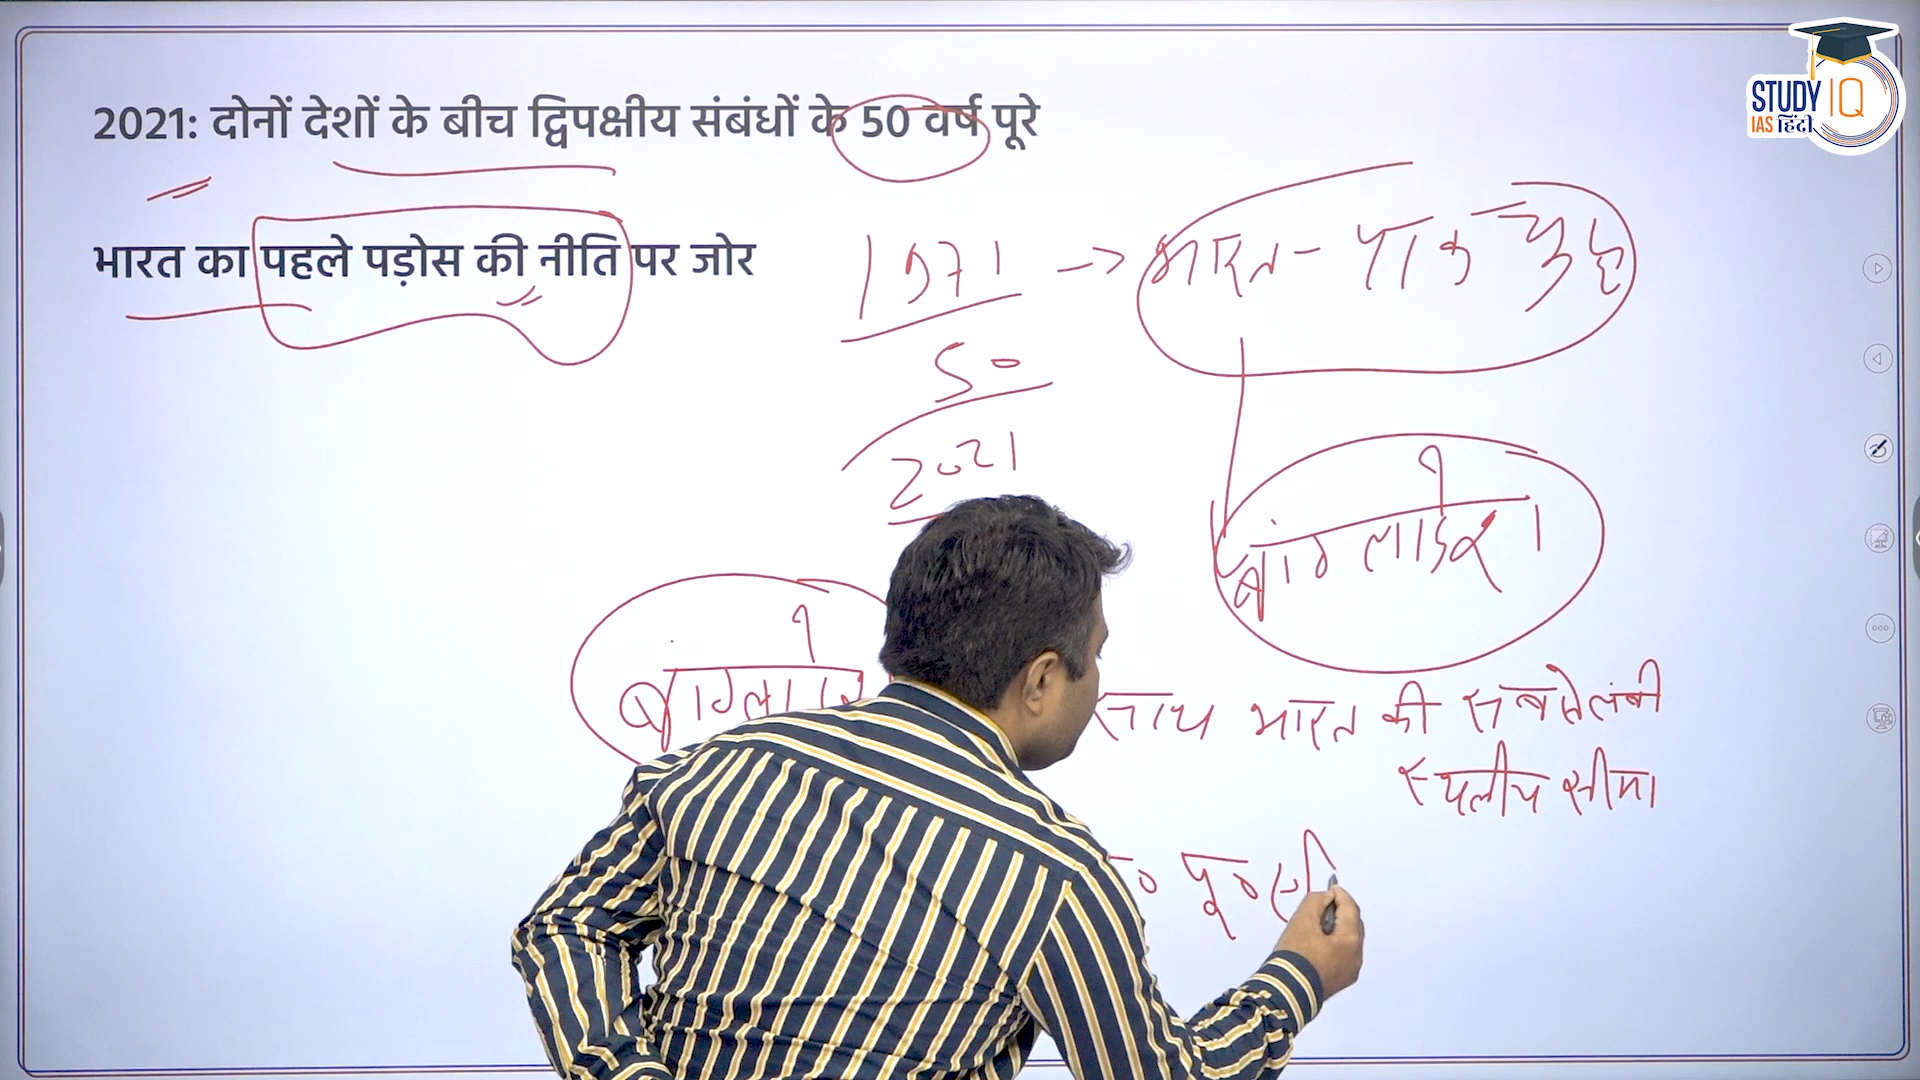 2021: दोनों देशों के बीच द्विपक्षीय संबंधों के 50 वर्ष पूरे
भारत का पहले पड़ोस की नीति पर जोर
STUDY IQ
IAS हिंदी
1971 → भारत - पाक युद्ध
50
2021
बांग्लादेश ।
साथ भारत की सबसे लंबी
स्थलीय सीमा